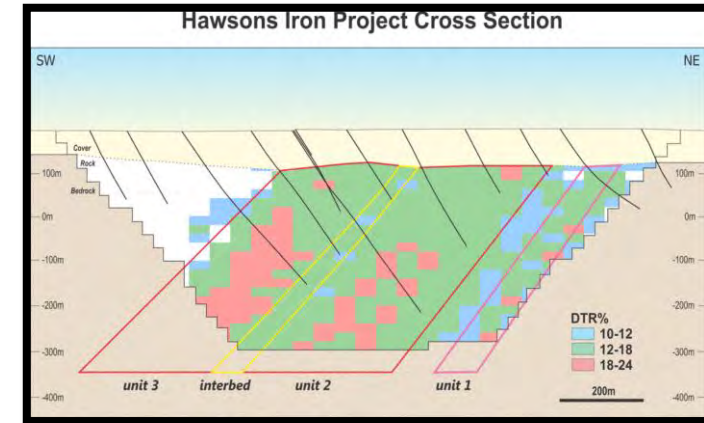 Hawsons Iron Project Cross Section
SW
NE
Cover
Rock
Bedrock
100m
0m
-100m
-200m
-300m
-400m
100m
0m
-100m
-200m
-300m
-400m
DTR%
10-12
12-18
18-24
200m
unit 3
interbed
unit 2
unit 1